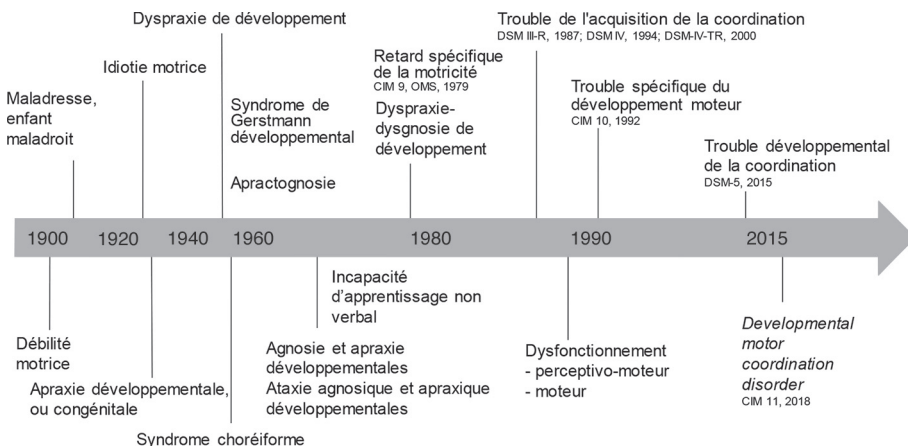 Dyspraxie de développement
Idiotie motrice
Maladresse,
enfant
maladroit
Syndrome de
Gerstmann
développemental
Apractognosie
Retard spécifique
de la motricité
CIM 9, OMS, 1979
Dyspraxie-
dysgnosie de
développement
Trouble de l'acquisition de la coordination
DSM III-R, 1987; DSM IV, 1994; DSM-IV-TR, 2000
Trouble spécifique du
développement moteur
CIM 10, 1992
Trouble développemental
de la coordination
DSM-5, 2015
1900 1920 1940 1960 1980 1990 2015
Débilité
motrice
Apraxie développementale,
ou congénitale
Syndrome choréiforme
Incapacité
d'apprentissage non
verbal
Agnosie et apraxie
développementales
Ataxie agnosique et apraxique
développementales
Dysfonctionnement
- perceptivo-moteur
- moteur
Developmental
motor
coordination
disorder
CIM 11, 2018